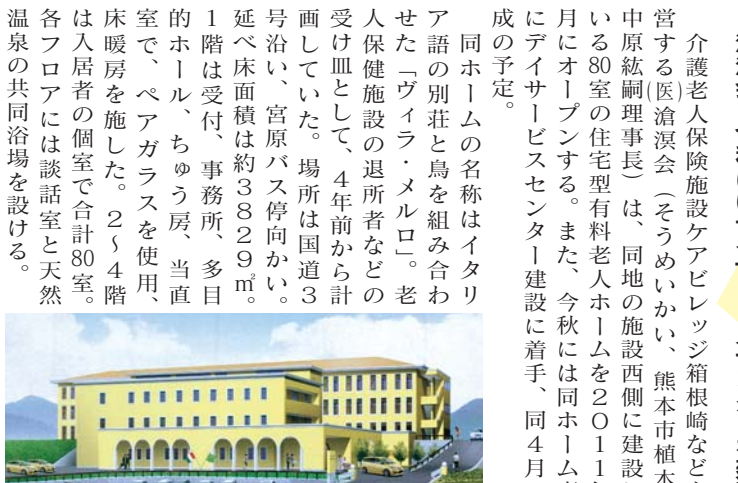 介護老人保険施設ケアビレッジ箱根崎など
営する(医)滄溟会（そうめいかい、熊本市植木
中原紘嗣理事長）は、同地の施設西側に建設
いる80室の住宅型有料老人ホームを2011
月にオープンする。また、今秋には同ホーム
にデイサービスセンター建設に着手、同４月
成の予定。
　同ホームの名称はイタリ
ア語の別荘と鳥を組み合わ
せた「ヴィラ・メルロ」。老
人保健施設の退所者などの
受け皿として、４年前から計
画していた。場所は国道３
号沿い、宮原バス停向かい。
延べ床面積は約３８２９㎡。
１階は受付、事務所、多目
的ホール、ちゅう房、当直
室で、ペアガラスを使用、
床暖房を施した。２～４階
は入居者の個室で合計80室。
各フロアには談話室と天然
温泉の共同浴場を設ける。